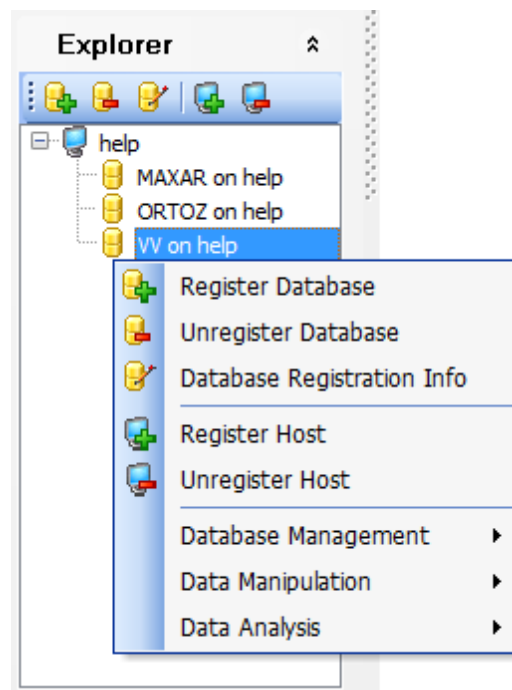 Explorer
help
MAXAR on help
ORTOZ on help
VV on help
Register Database
Unregister Database
Database Registration Info
Register Host
Unregister Host
Database Management
Data Manipulation
Data Analysis